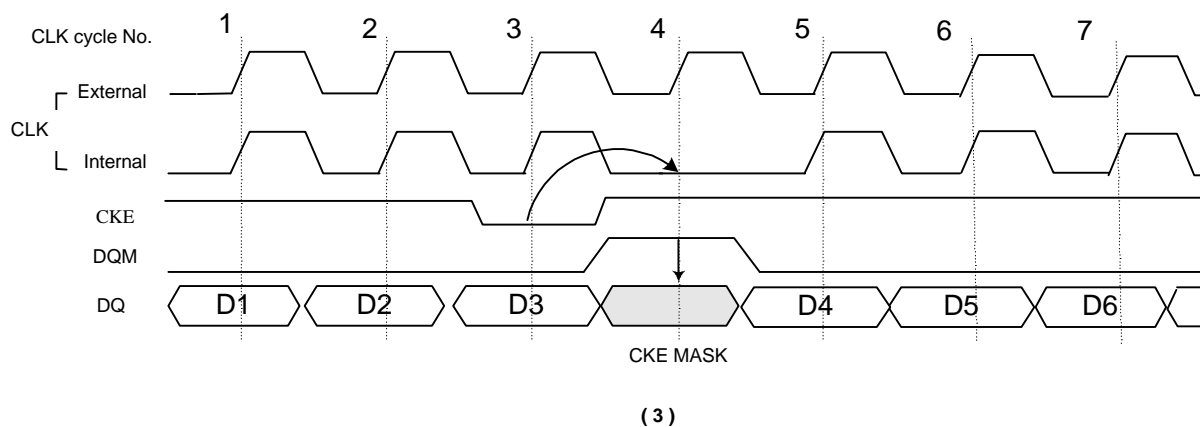 CLK cycle No. 1 2 3 4 5 6 7
External
CLK
Internal
CKE
DQM
DQ D1 D2 D3 D4 D5 D6
CKE MASK
( 3 )